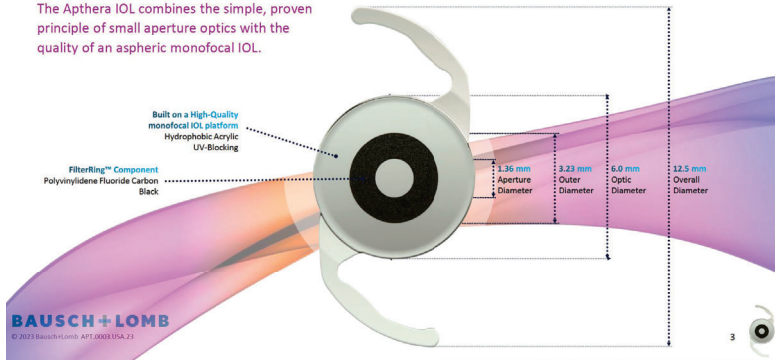 The Apthera IOL combines the simple, proven
principle of small aperture optics with the
quality of an aspheric monofocal IOL.
Built on a High-Quality
monofocal IOL platform
Hydrophobic Acrylic
UV-Blocking
FilterRing™ Component
Polyvinylidene Fluoride Carbon
Black
1.36 mm
Aperture
Diameter
3.23 mm
Outer
Diameter
6.0 mm
Optic
Diameter
12.5 mm
Overall
Diameter
BAUSCH+LOMB
© 2023 Bausch+Lomb APT.0003.USA.23
3